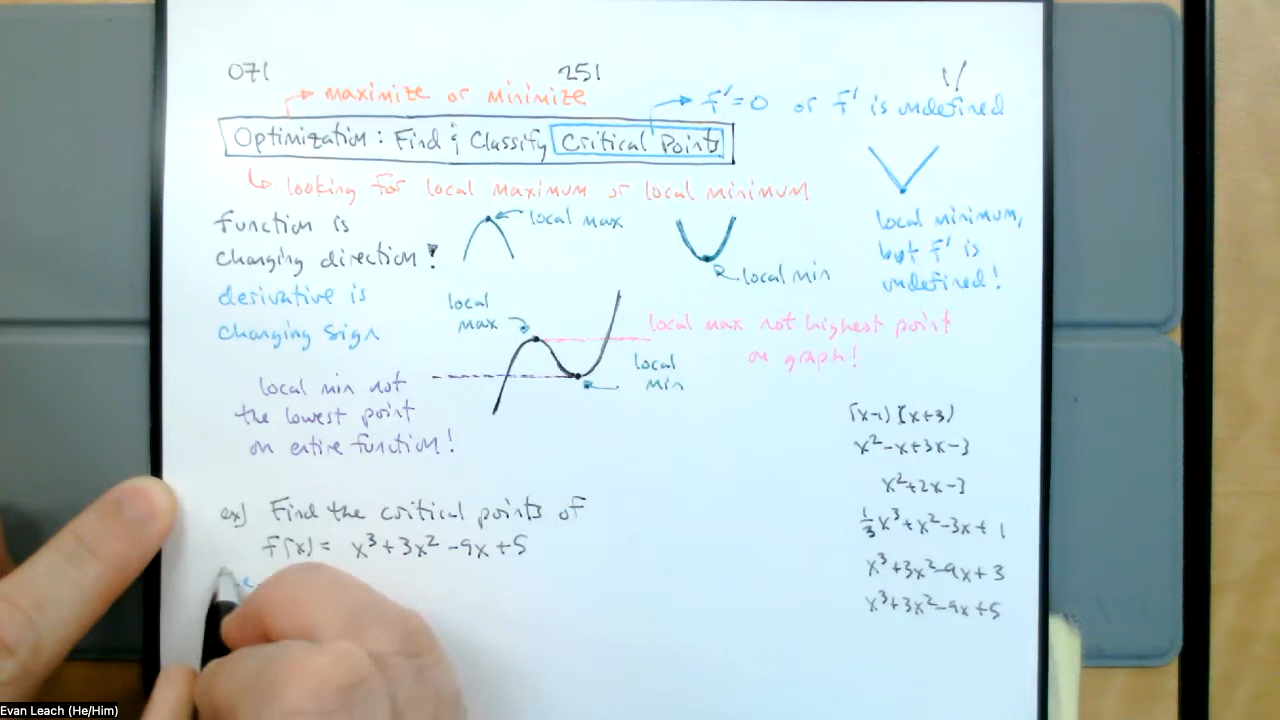 071
251
1/
maximize or minimize
f'=0 or f' is undefined
Optimization: Find & Classify Critical Points
looking for local maximum or local minimum
function is
changing direction!
derivative is
changing sign
local max
local min
local minimum,
but f' is
undefined!
local
max
local
min
local max not highest point
on graph!
local min not
the lowest point
on entire function!
(x-1)(x+3)
x²-x+3x-3
x²+2x-3
⅓x³+x²-3x+1
x³+3x²-9x+3
x³+3x²-9x+5
ex) Find the critical points of
f(x) = x³+3x²-9x+5
Evan Leach (He/Him)